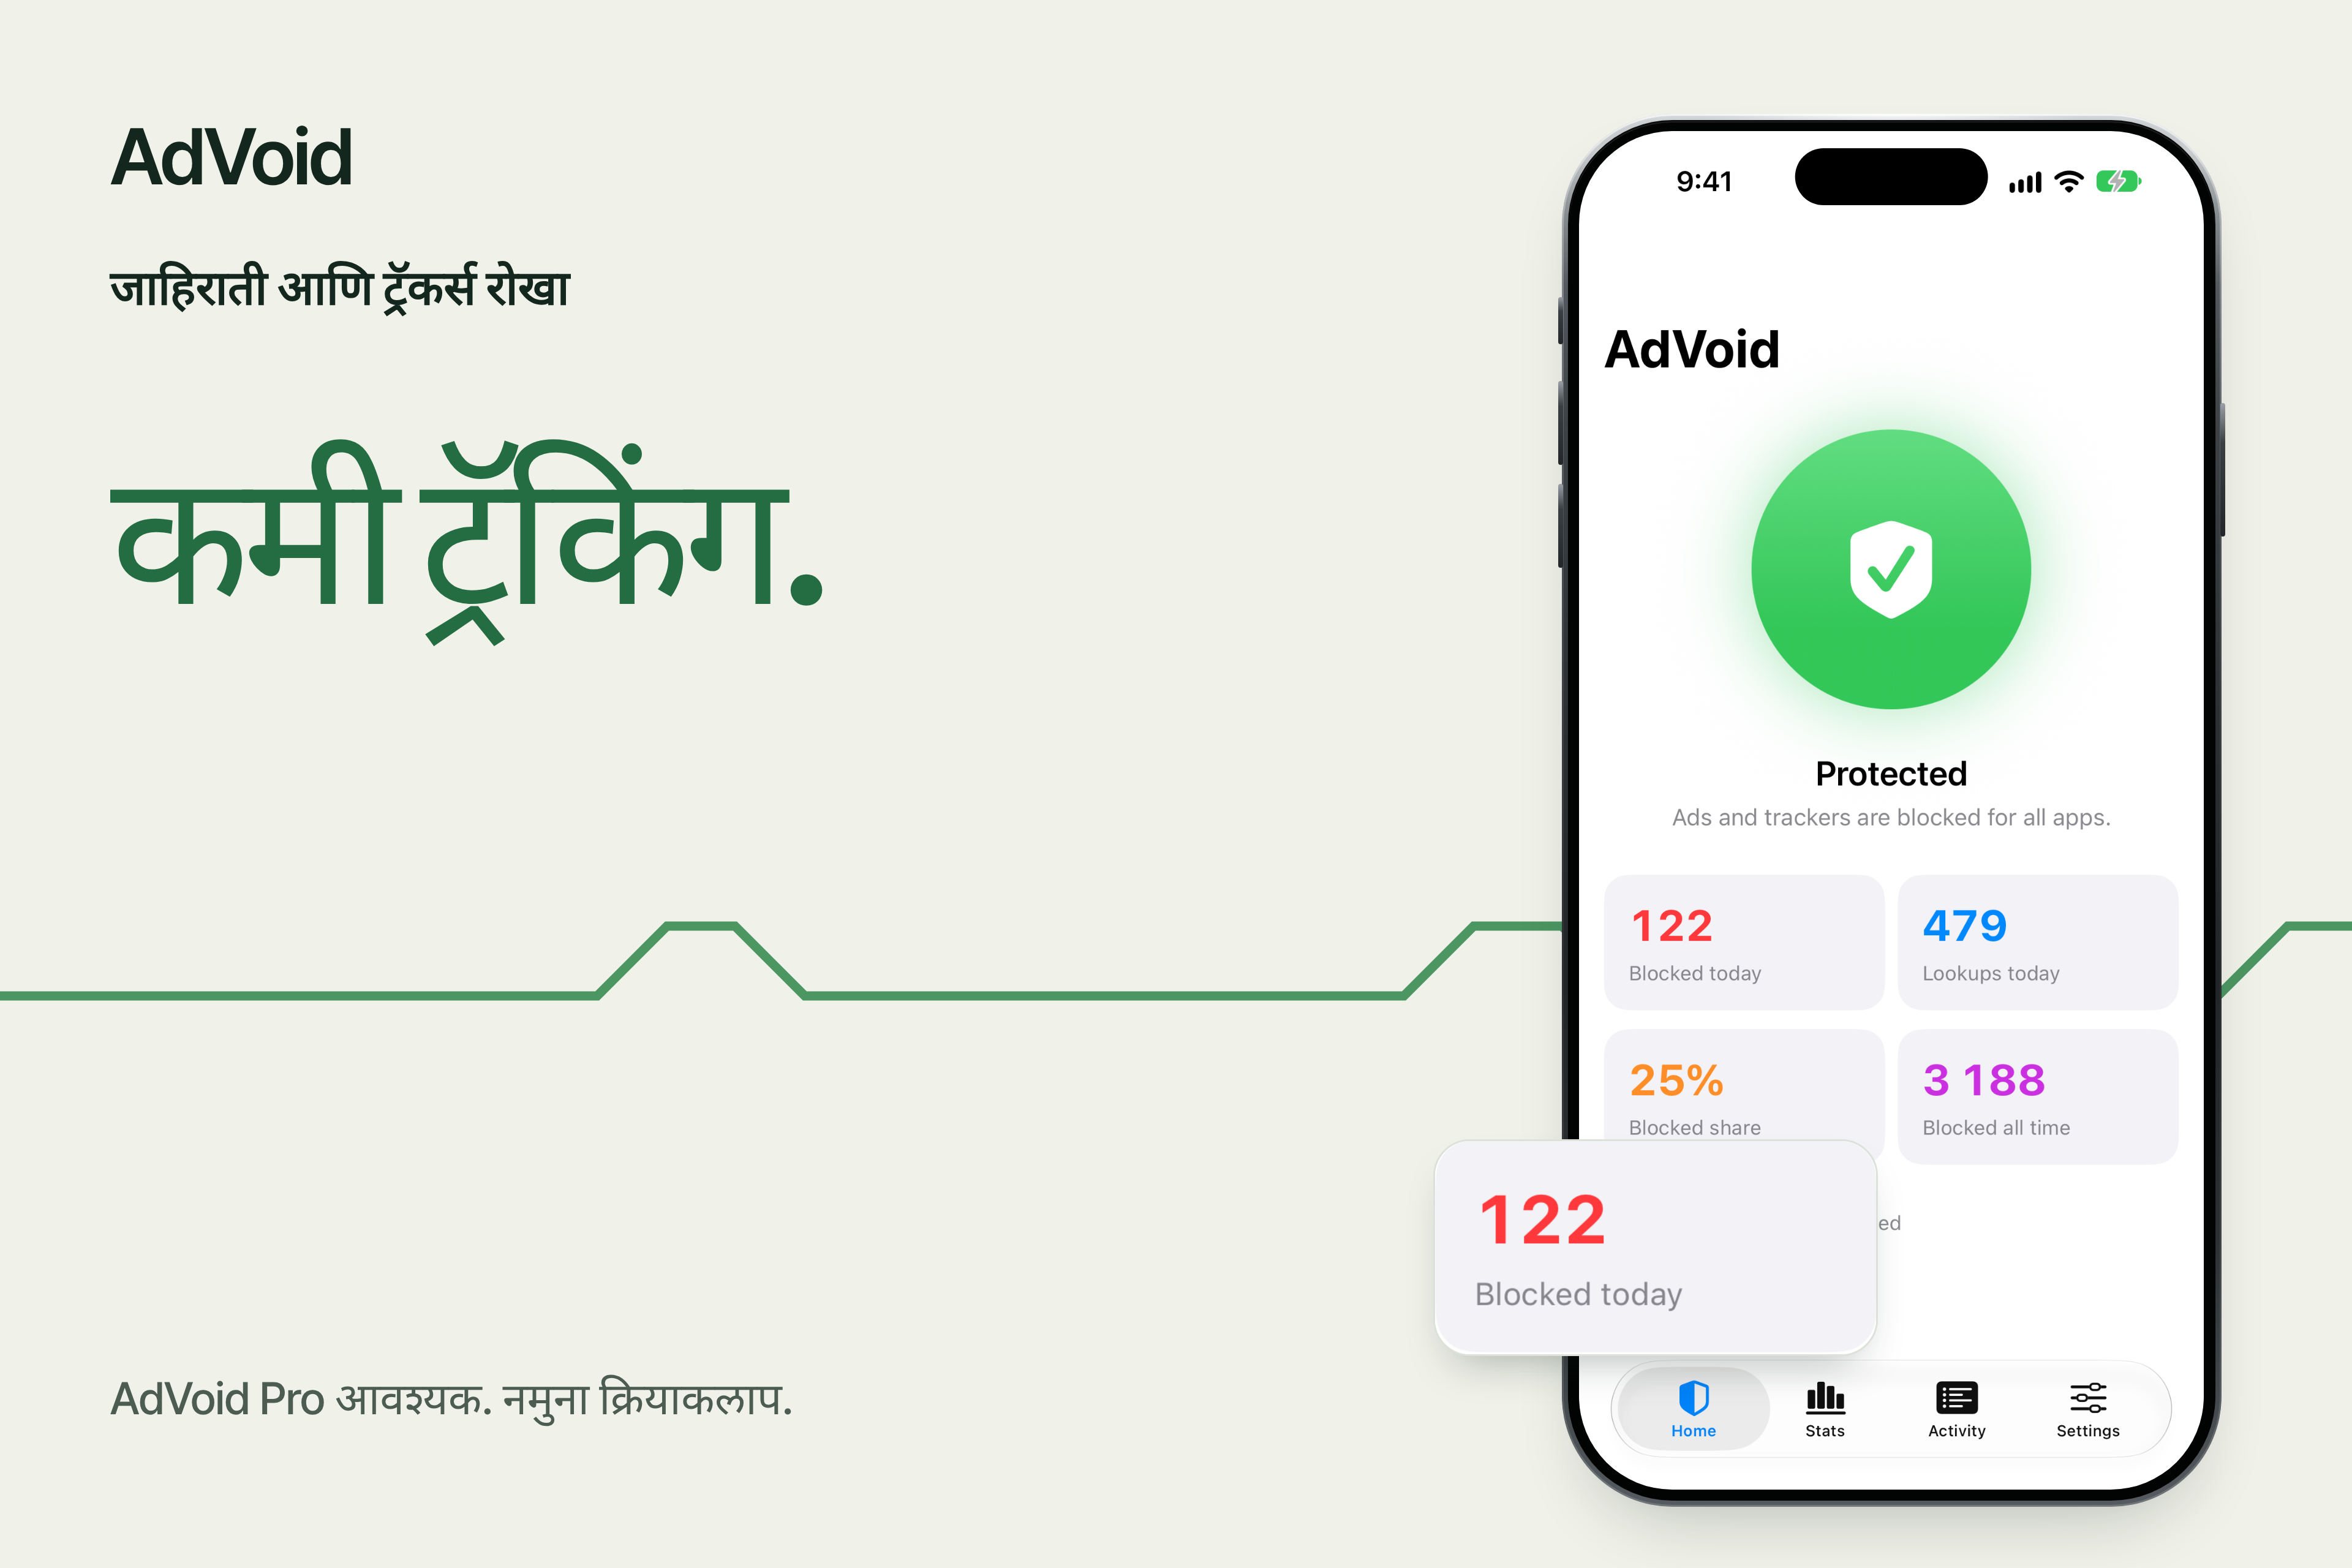 AdVoid
जाहिराती आणि ट्रॅकर्स रोखा
कमी ट्रॅकिंग.
AdVoid Pro आवश्यक. नमुना क्रियाकलाप.
9:41
AdVoid
Protected
Ads and trackers are blocked for all apps.
122
Blocked today
479
Lookups today
25%
Blocked share
3 188
Blocked all time
122
Blocked today
Home
Stats
Activity
Settings